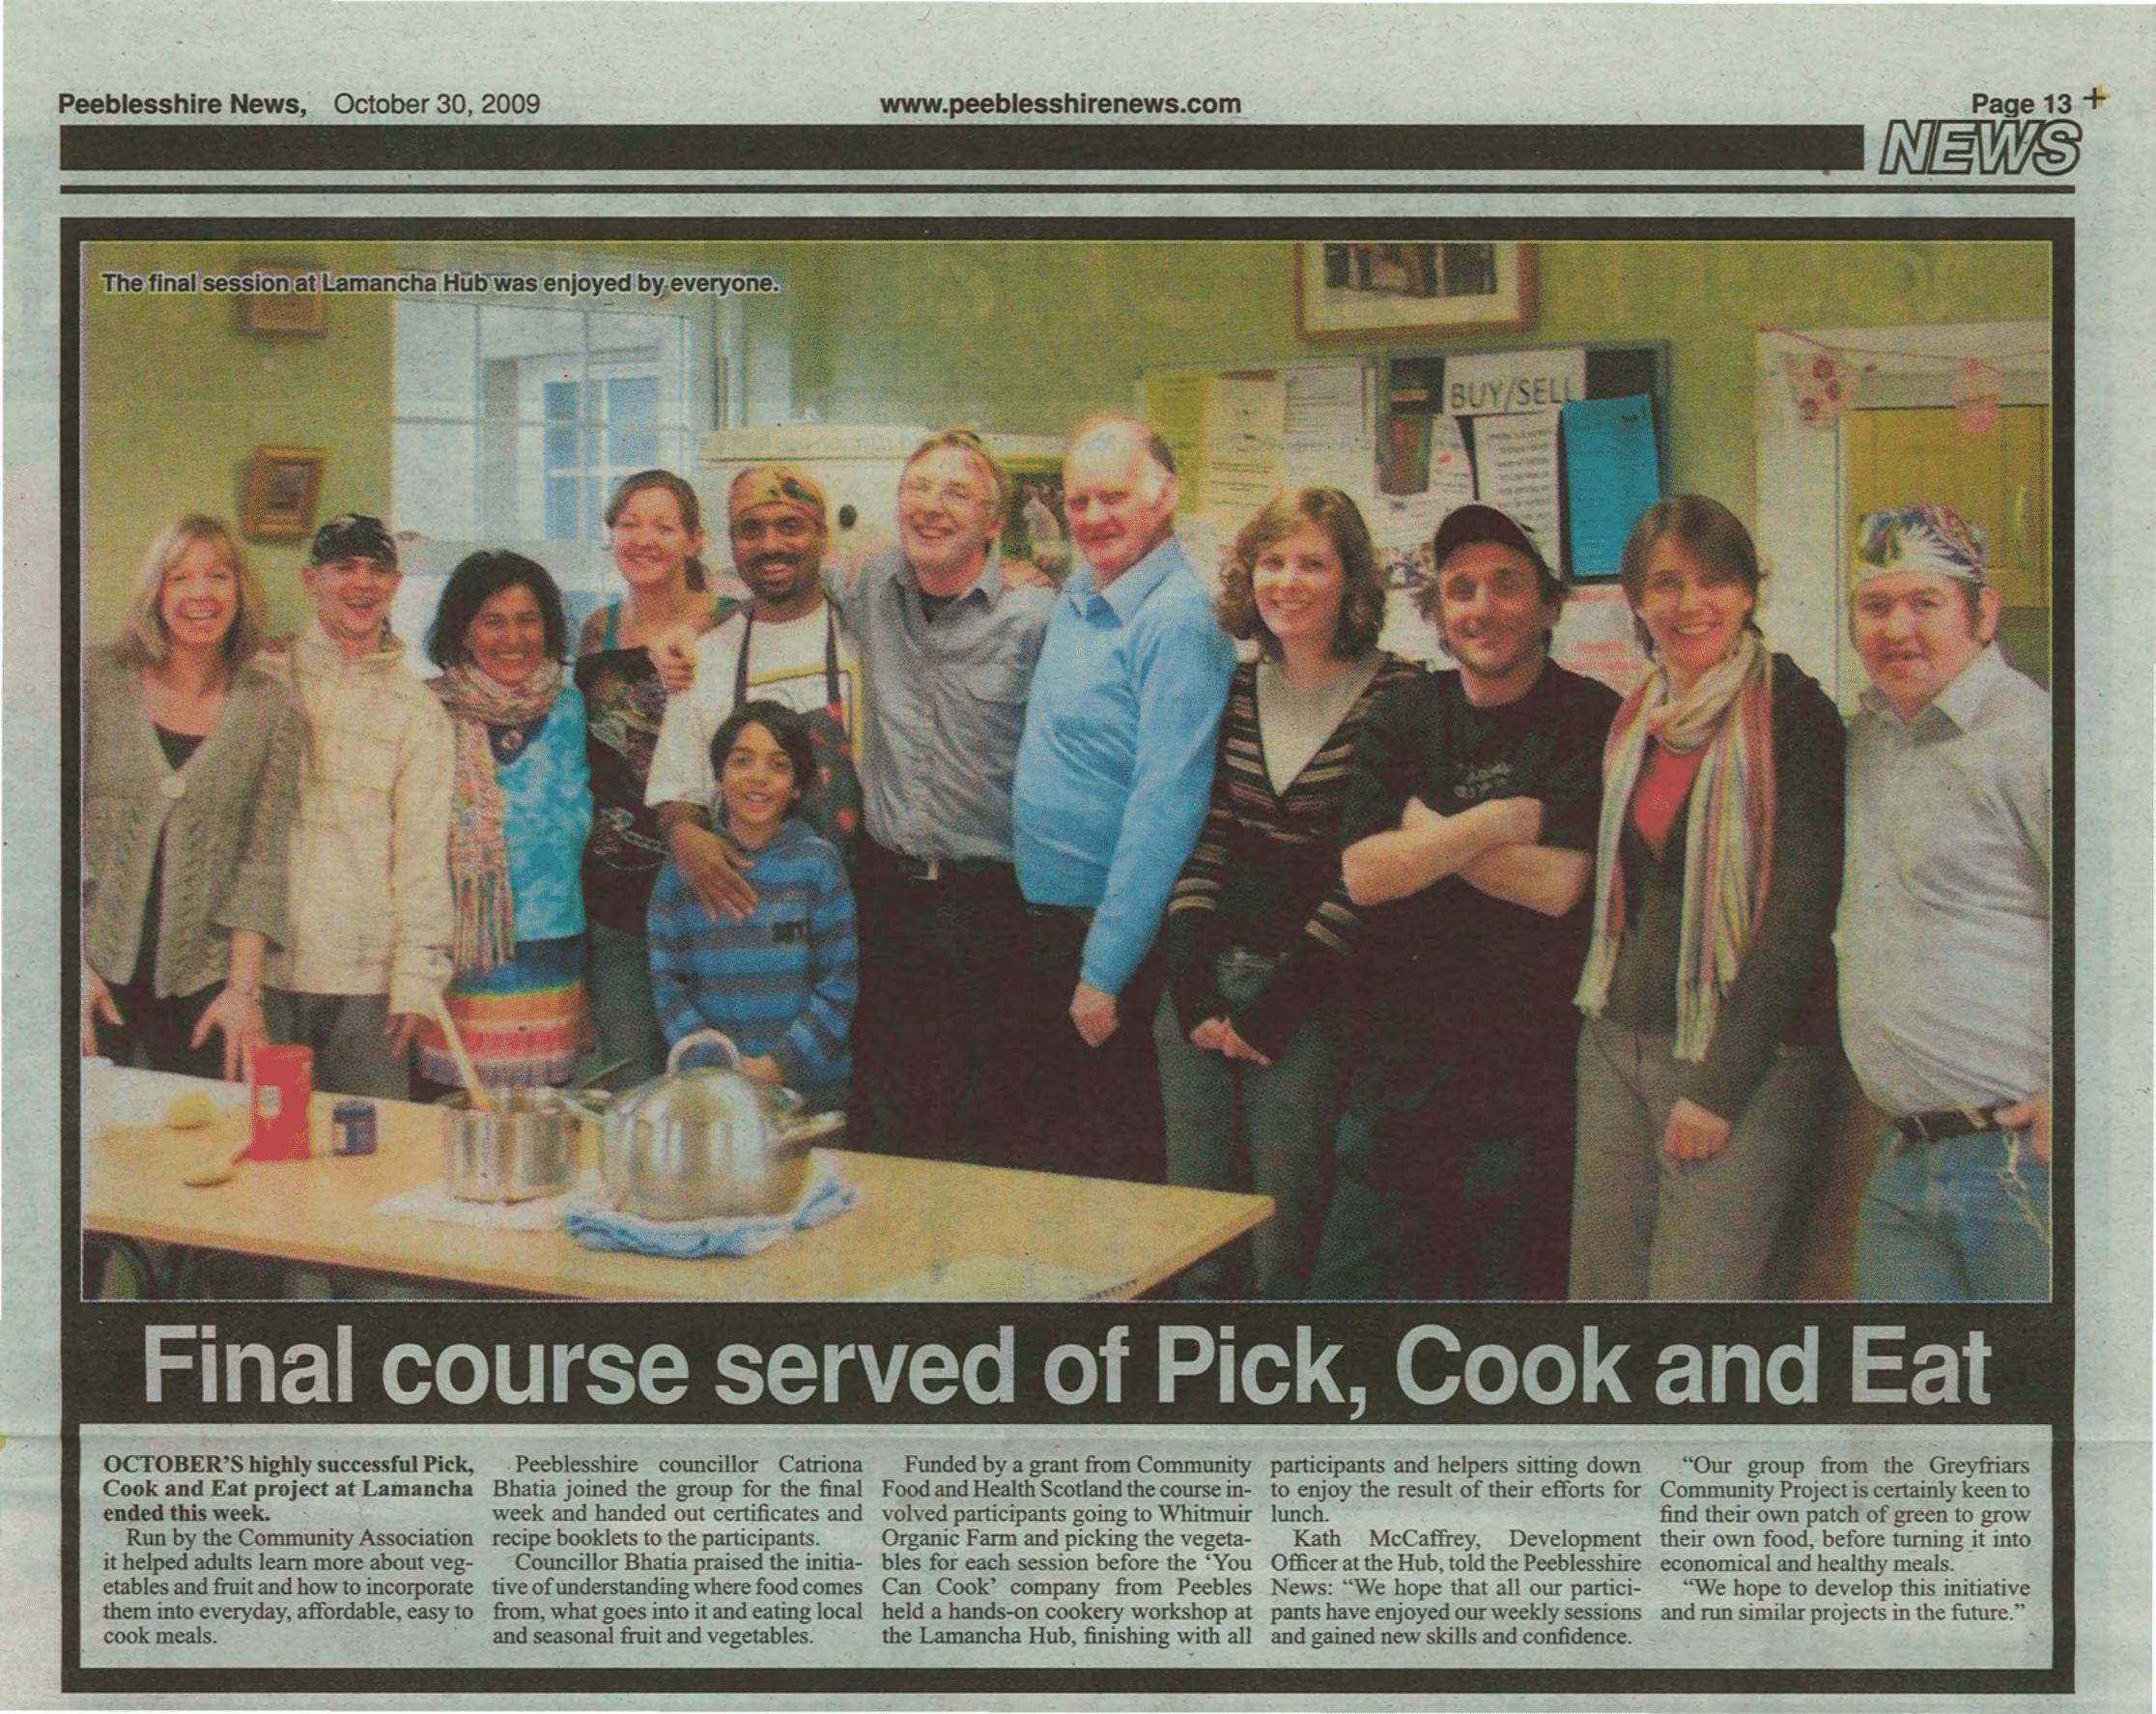 Peeblesshire News, October 30, 2009
www.peeblesshirenews.com
Page 13
NEWS
The final session at Lamancha Hub was enjoyed by everyone.
BUY/SELL
Final course served of Pick, Cook and Eat
OCTOBER'S highly successful Pick,
Cook and Eat project at Lamancha
ended this week.
Run by the Community Association
it helped adults learn more about veg-
etables and fruit and how to incorporate
them into everyday, affordable, easy to
cook meals.
Peeblesshire councillor Catriona
Bhatia joined the group for the final
week and handed out certificates and
recipe booklets to the participants.
Councillor Bhatia praised the initia-
tive of understanding where food comes
from, what goes into it and eating local
and seasonal fruit and vegetables.
Funded by a grant from Community
Food and Health Scotland the course in-
volved participants going to Whitmuir
Organic Farm and picking the vegeta-
bles for each session before the 'You
Can Cook' company from Peebles
held a hands-on cookery workshop at
the Lamancha Hub, finishing with all
participants and helpers sitting down
to enjoy the result of their efforts for
lunch.
Kath McCaffrey, Development
Officer at the Hub, told the Peeblesshire
News: "We hope that all our partici-
pants have enjoyed our weekly sessions
and gained new skills and confidence.
"Our group from the Greyfriars
Community Project is certainly keen to
find their own patch of green to grow
their own food, before turning it into
economical and healthy meals.
"We hope to develop this initiative
and run similar projects in the future."